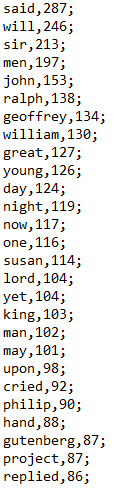 said,287;
will,246;
sir,213;
men,197;
john,153;
ralph,138;
geoffrey,134;
william,130;
great,127;
young,126;
day,124;
night,119;
now,117;
one,116;
susan,114;
lord,104;
yet,104;
king,103;
man,102;
may,101;
upon,98;
cried,92;
philip,90;
hand,88;
gutenberg,87;
project,87;
replied,86;